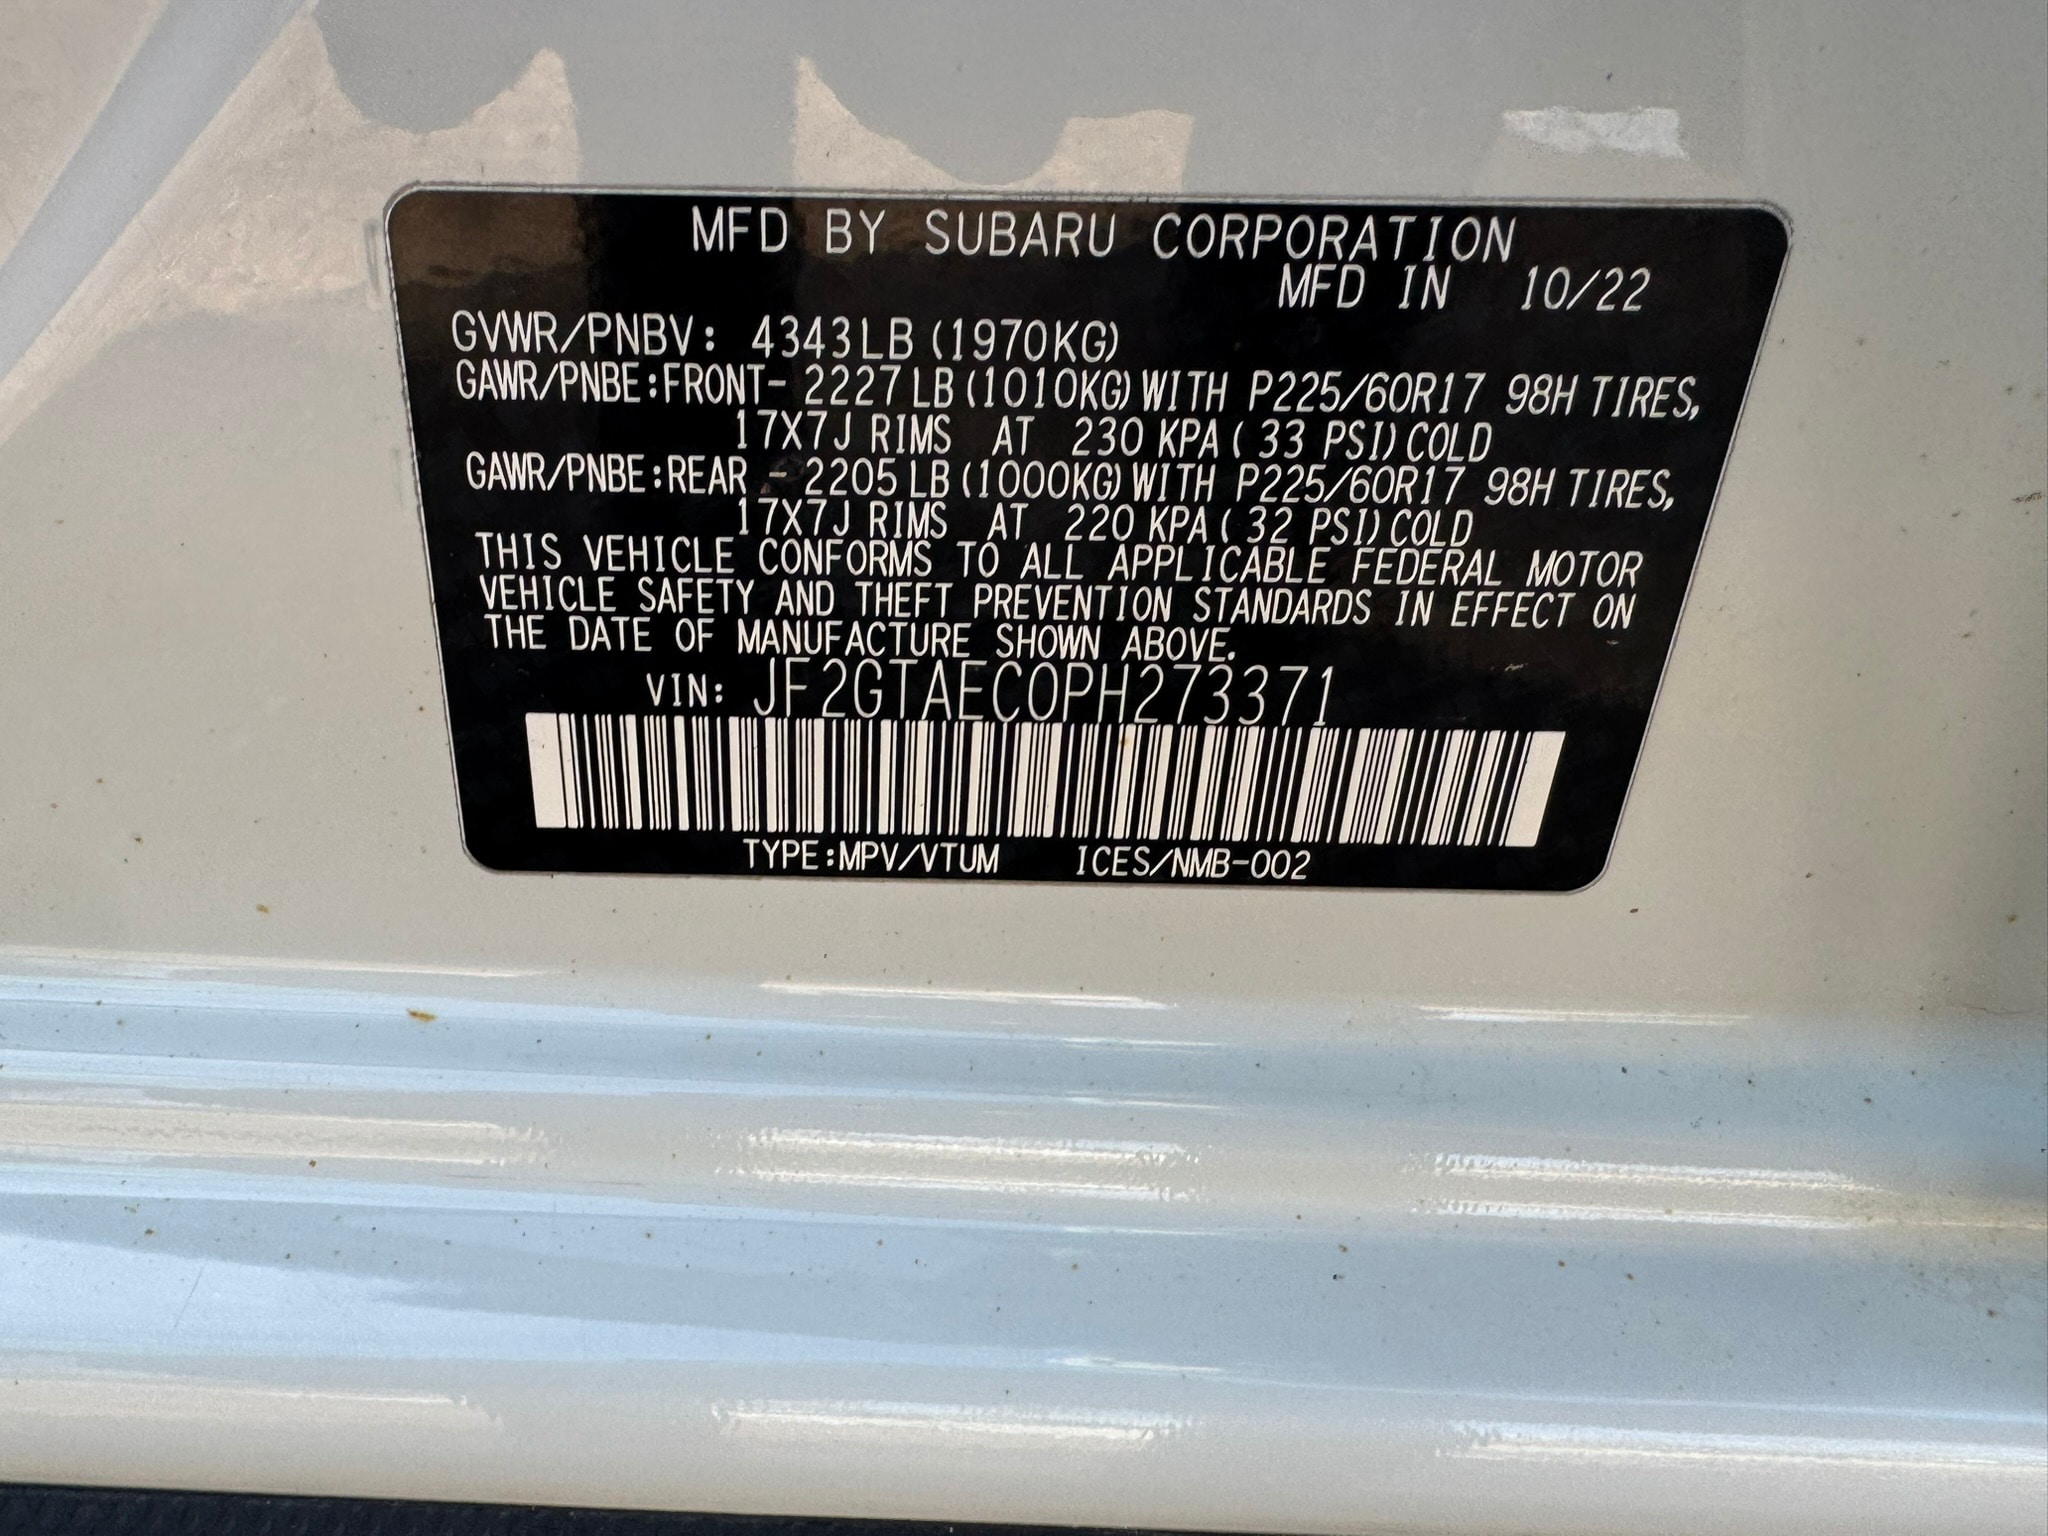 MFD BY SUBARU CORPORATION
MFD IN 10/22
GVWR/PNBV: 4343LB (1970KG)
GAWR/PNBE:FRONT- 2227LB (1010KG) WITH P225/60R17 98H TIRES,
17X7J RIMS AT 230 KPA ( 33 PSI) COLD
GAWR/PNBE:REAR - 2205LB (1000KG) WITH P225/60R17 98H TIRES,
17X7J RIMS AT 220 KPA ( 32 PSI) COLD
THIS VEHICLE CONFORMS TO ALL APPLICABLE FEDERAL MOTOR
VEHICLE SAFETY AND THEFT PREVENTION STANDARDS IN EFFECT ON
THE DATE OF MANUFACTURE SHOWN ABOVE.
VIN: JF2GTAEC0PH273371
TYPE:MPV/VTUM ICES/NMB-002